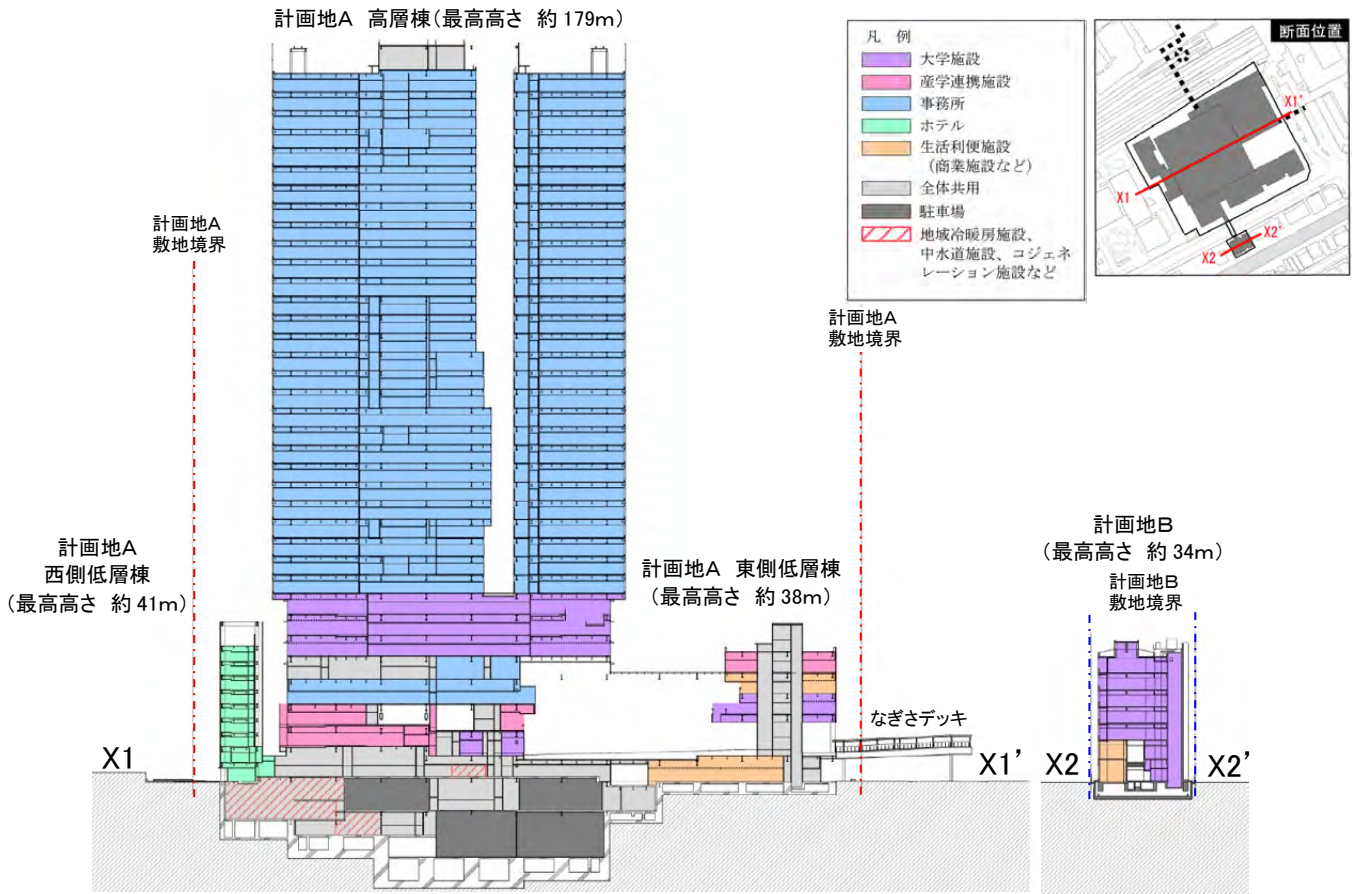 計画地A 高層棟(最高高さ 約179m)
凡 例
大学施設
産学連携施設
事務所
ホテル
生活利便施設
(商業施設など)
全体共用
駐車場
地域冷暖房施設、
中水道施設、コジェネ
レーション施設など
断面位置
X1'
X1
X2'
X2
計画地A
敷地境界
計画地A
敷地境界
計画地A
西側低層棟
(最高高さ 約41m)
計画地A 東側低層棟
(最高高さ 約38m)
計画地B
(最高高さ 約34m)
計画地B
敷地境界
なぎさデッキ
X1
X1'
X2
X2'